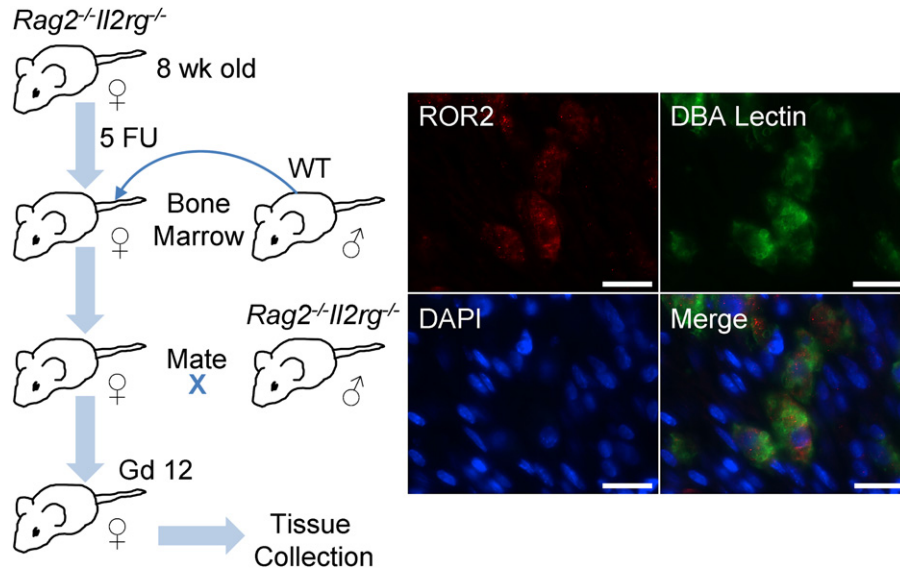 Rag2-/-Il2rg-/-
8 wk old
♀
5 FU
WT
Bone
Marrow
♀
♂
Rag2-/-Il2rg-/-
Mate
X
♀
♂
Gd 12
♀
Tissue
Collection
ROR2
DBA Lectin
DAPI
Merge